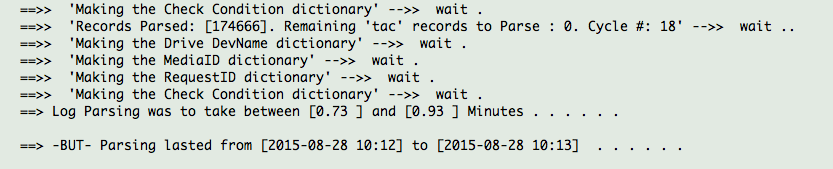 ==>>  'Making the Check Condition dictionary' -->>  wait .
==>>  'Records Parsed: [174666]. Remaining 'tac' records to Parse : 0. Cycle #: 18' -->>  wait ..
==>>  'Making the Drive DevName dictionary' -->>  wait .
==>>  'Making the MediaID dictionary' -->>  wait .
==>>  'Making the RequestID dictionary' -->>  wait .
==>>  'Making the Check Condition dictionary' -->>  wait .
==> Log Parsing was to take between [0.73 ] and [0.93 ] Minutes . . . . . .
==> -BUT- Parsing lasted from [2015-08-28 10:12] to [2015-08-28 10:13]  . . . . . .